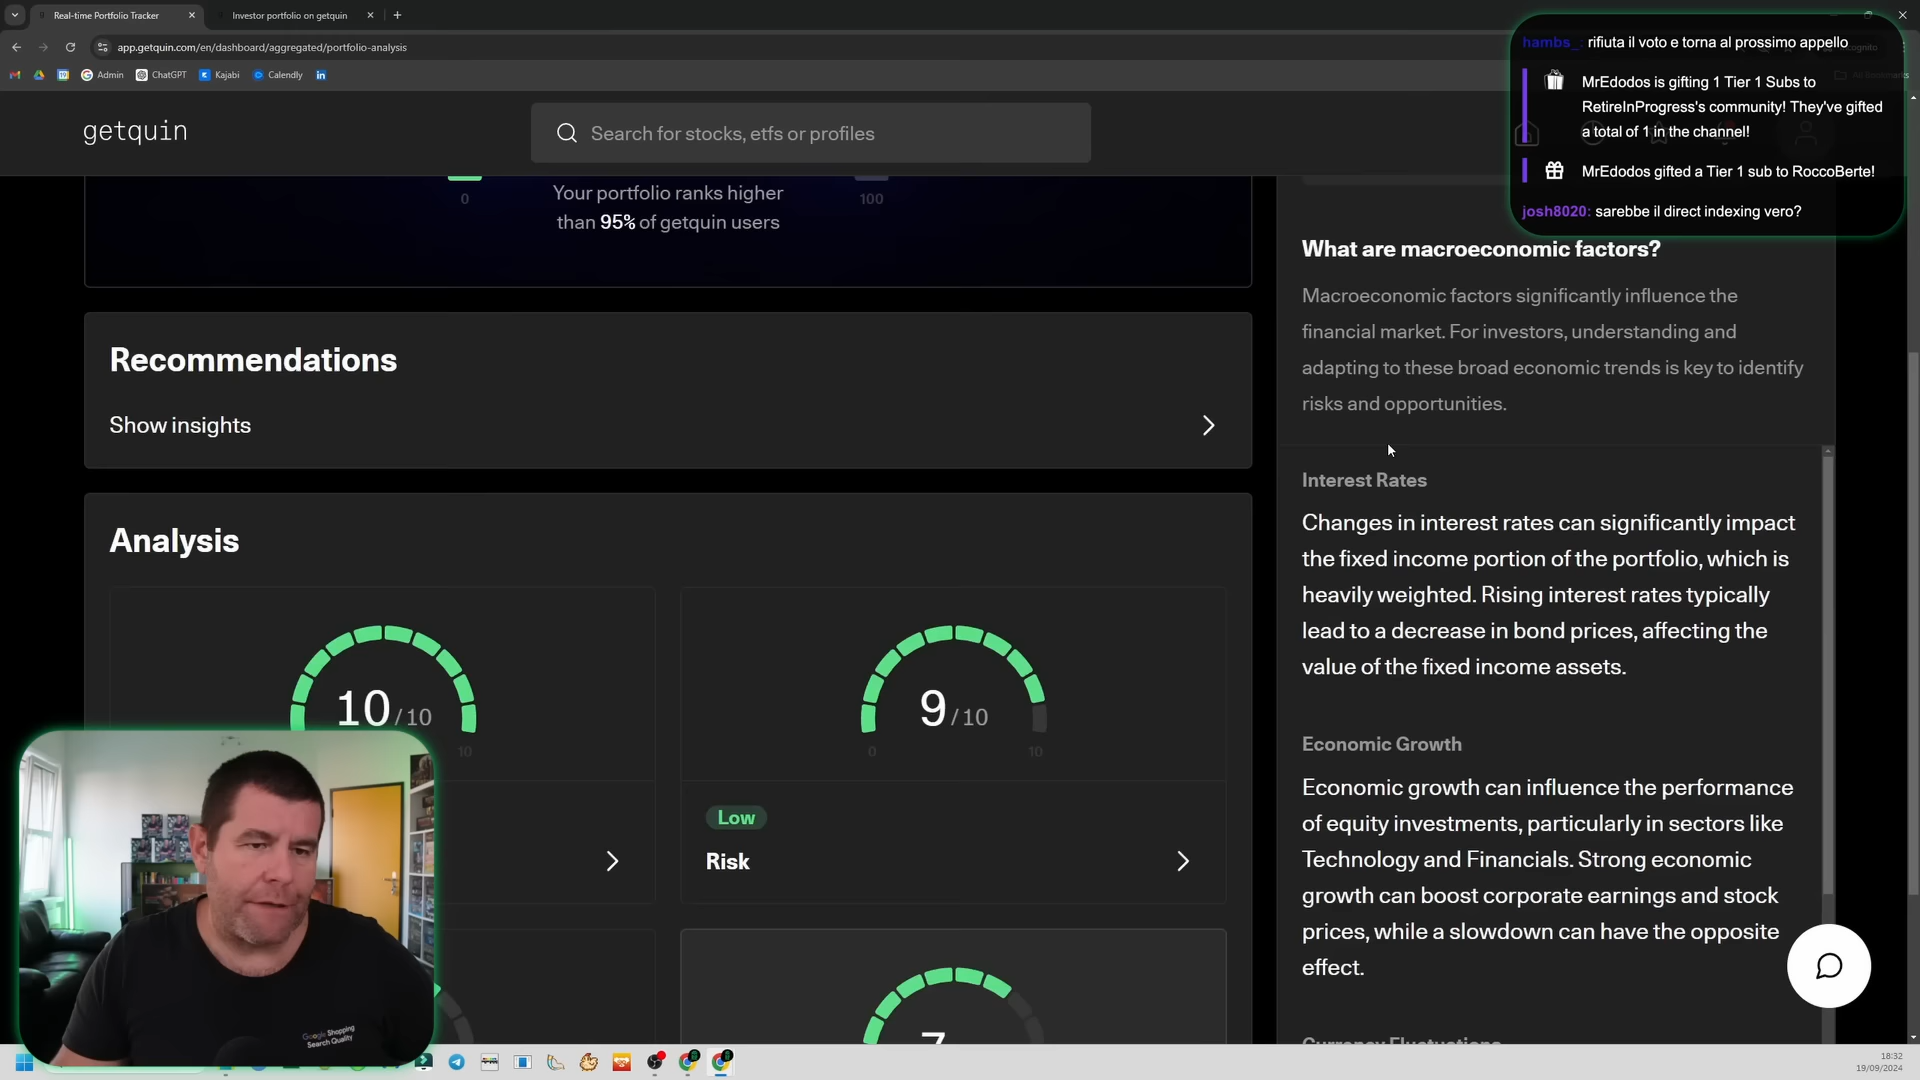 Real-time Portfolio Tracker
Investor portfolio on getquin
app.getquin.com/en/dashboard/aggregated/portfolio-analysis
Admin
ChatGPT
Kajabi
Calendly
All Bookmarks
getquin
Search for stocks, etfs or profiles
hambs_: rifiuta il voto e torna al prossimo appello
MrEdodos is gifting 1 Tier 1 Subs to
RetireInProgress's community! They've gifted
a total of 1 in the channel!
MrEdodos gifted a Tier 1 sub to RoccoBerte!
josh8020: sarebbe il direct indexing vero?
0
Your portfolio ranks higher
than 95% of getquin users
100
Recommendations
Show insights
Analysis
10/10
10
9/10
0
10
Low
Risk
7
What are macroeconomic factors?
Macroeconomic factors significantly influence the
financial market. For investors, understanding and
adapting to these broad economic trends is key to identify
risks and opportunities.
Interest Rates
Changes in interest rates can significantly impact
the fixed income portion of the portfolio, which is
heavily weighted. Rising interest rates typically
lead to a decrease in bond prices, affecting the
value of the fixed income assets.
Economic Growth
Economic growth can influence the performance
of equity investments, particularly in sectors like
Technology and Financials. Strong economic
growth can boost corporate earnings and stock
prices, while a slowdown can have the opposite
effect.
Currency Fluctuations
Google Shopping
Search Quality
18:32
19/09/2024